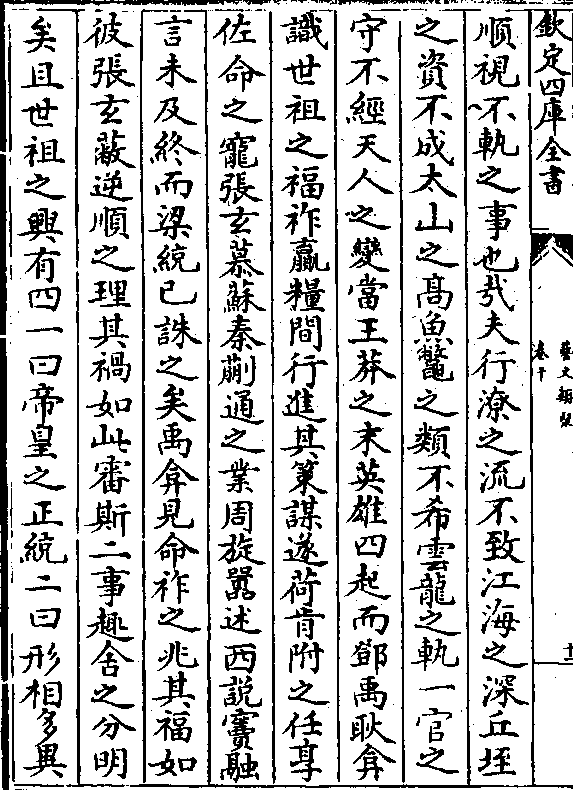 欽定四庫全書
藝文類聚
卷十
十二
順視不軌之事也哉夫行潦之流不致江海之深丘垤
之資不成太山之髙魚鼈之類不希雲龍之軌一官之
守不經天人之變當王莽之末英雄四起而鄧禹耿弇
識世祖之福祚贏糧間行進其策謀遂荷胥附之任享
佐命之寵張玄慕蘇秦蒯通之業周旋嚻述西説竇融
言未及終而梁統已誅之矣禹弇見命祚之兆其福如
彼張玄蔽逆順之理其禍如此審斯二事趣舍之分明
矣且世祖之興有四一曰帝皇之正統二曰形相多異